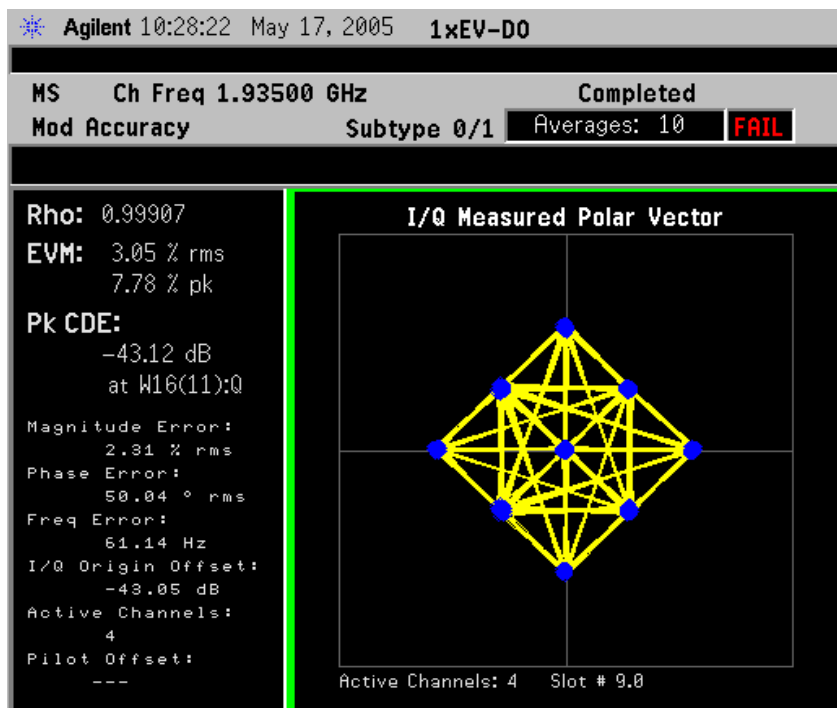 Agilent 10:28:22 May 17, 2005 1xEV-DO
MS Ch Freq 1.93500 GHz Completed
Mod Accuracy Subtype 0/1 Averages: 10 FAIL
Rho: 0.99907
EVM: 3.05 % rms
7.78 % pk
Pk CDE:
-43.12 dB
at W16(11):Q
Magnitude Error:
2.31 % rms
Phase Error:
50.04 ° rms
Freq Error:
61.14 Hz
I/Q Origin Offset:
-43.05 dB
Active Channels:
4
Pilot Offset:
---
I/Q Measured Polar Vector
Active Channels: 4 Slot # 9.0